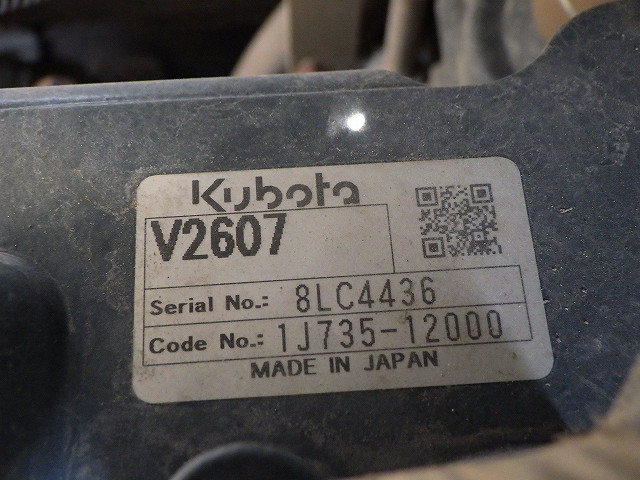 Kubota
V2607
Serial No.: 8LC4436
Code No.: 1J735-12000
MADE IN JAPAN